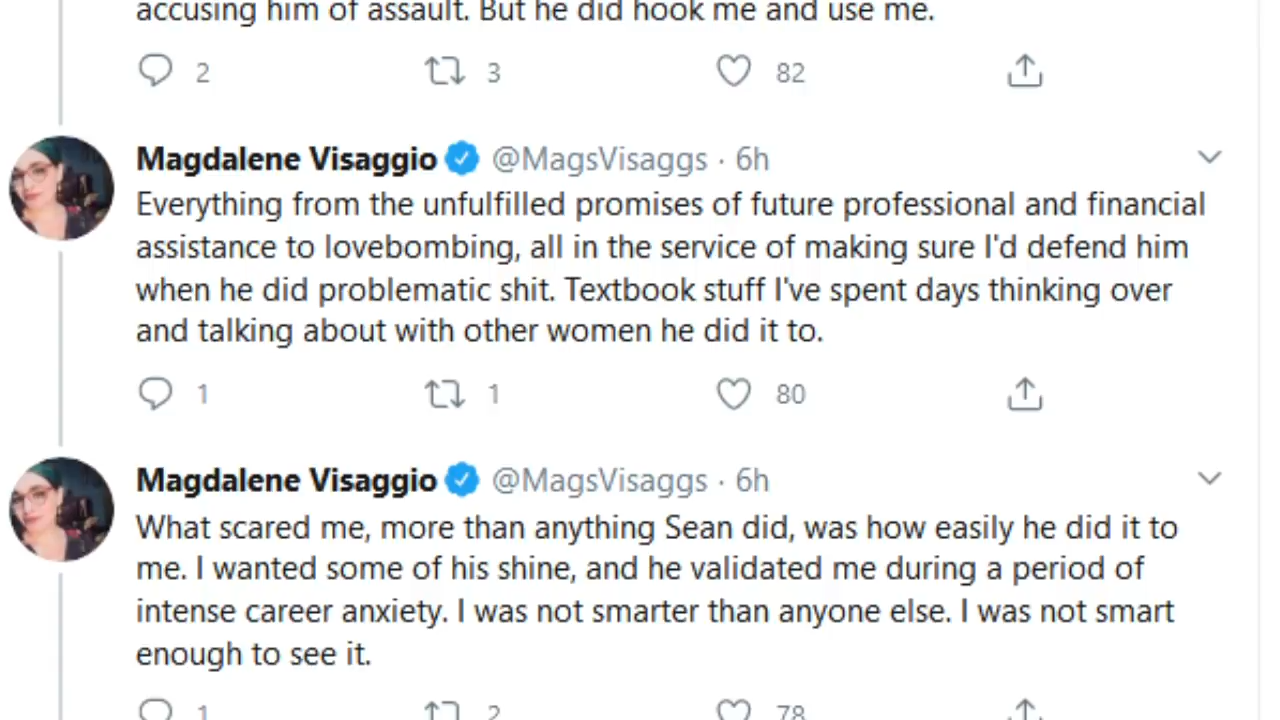 accusing him of assault. But he did hook me and use me.
2 3 82
Magdalene Visaggio @MagsVisaggs · 6h
Everything from the unfulfilled promises of future professional and financial
assistance to lovebombing, all in the service of making sure I'd defend him
when he did problematic shit. Textbook stuff I've spent days thinking over
and talking about with other women he did it to.
1 1 80
Magdalene Visaggio @MagsVisaggs · 6h
What scared me, more than anything Sean did, was how easily he did it to
me. I wanted some of his shine, and he validated me during a period of
intense career anxiety. I was not smarter than anyone else. I was not smart
enough to see it.
1 2 78